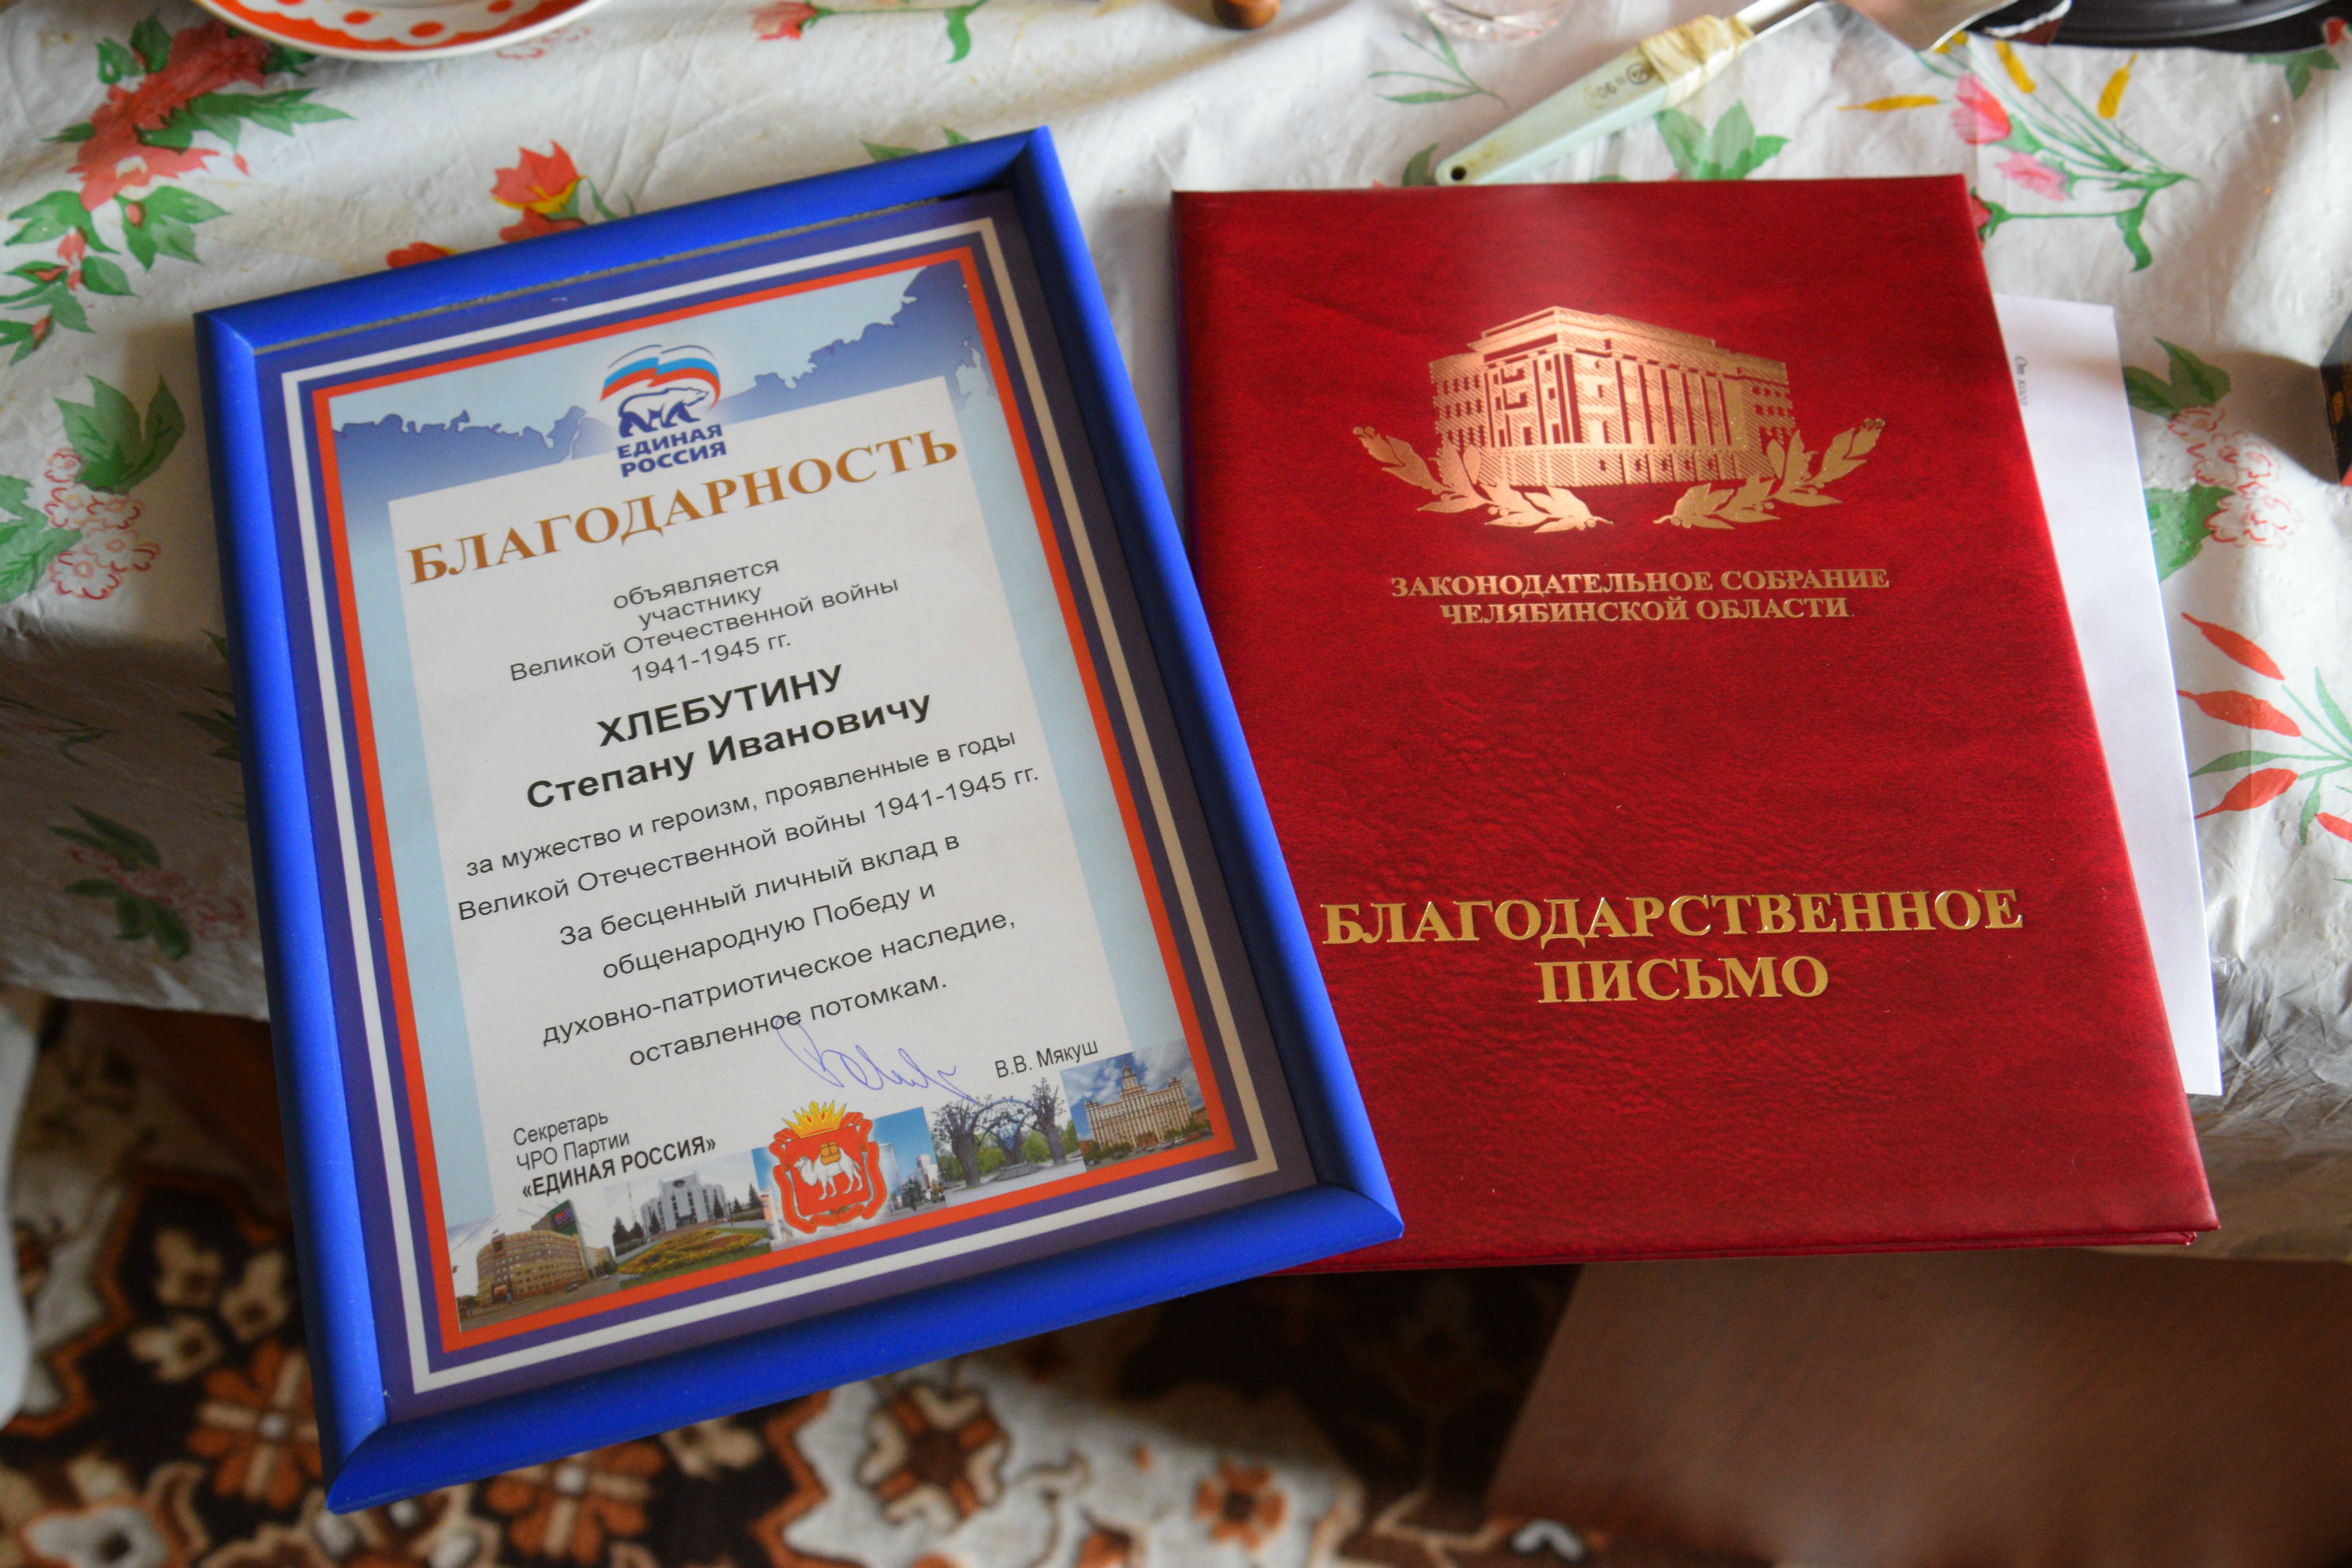 ЕДИНАЯ
РОССИЯ
БЛАГОДАРНОСТЬ
объявляется
участнику
Великой Отечественной войны
1941-1945 гг.
ХЛЕБУТИНУ
Степану Ивановичу
за мужество и героизм, проявленные в годы
Великой Отечественной войны 1941-1945 гг.
За бесценный личный вклад в
общенародную Победу и
духовно-патриотическое наследие,
оставленное потомкам.
Секретарь
ЧРО Партии
«ЕДИНАЯ РОССИЯ»
В.В. Мякуш
ЗАКОНОДАТЕЛЬНОЕ СОБРАНИЕ
ЧЕЛЯБИНСКОЙ ОБЛАСТИ
БЛАГОДАРСТВЕННОЕ
ПИСЬМО
От кого